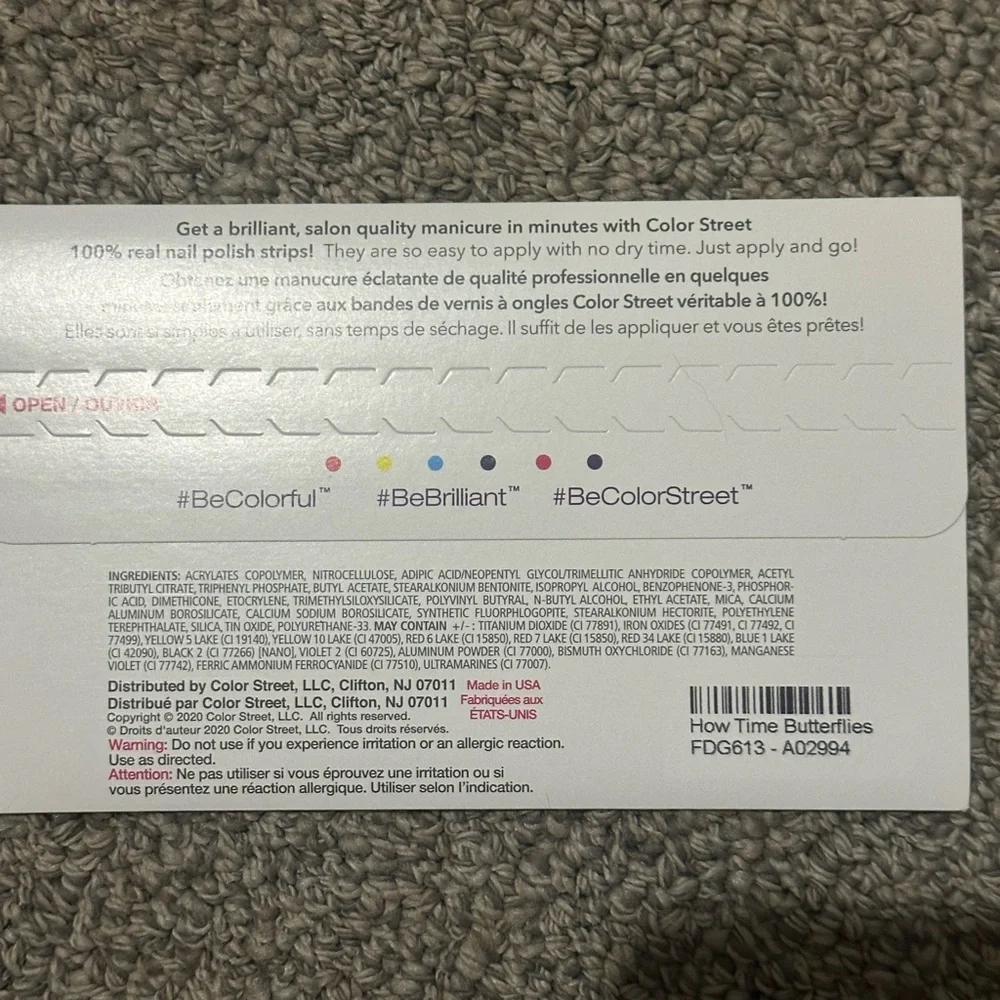 Get a brilliant, salon quality manicure in minutes with Color Street
100% real nail polish strips! They are so easy to apply with no dry time. Just apply and go!
Obtenez une manucure éclatante de qualité professionnelle en quelques
grâce aux bandes de vernis à ongles Color Street véritable à 100%!
Elles sont si simples à utiliser, sans temps de séchage. Il suffit de les appliquer et vous êtes prêtes!
OPEN / OUVRIR
#BeColorful™ #BeBrilliant™ #BeColorStreet™
INGREDIENTS: ACRYLATES COPOLYMER, NITROCELLULOSE, ADIPIC ACID/NEOPENTYL GLYCOL/TRIMELLITIC ANHYDRIDE COPOLYMER, ACETYL
TRIBUTYL CITRATE, TRIPHENYL PHOSPHATE, BUTYL ACETATE, STEARALKONIUM BENTONITE, ISOPROPYL ALCOHOL, BENZOPHENONE-3, PHOSPHOR-
IC ACID, DIMETHICONE, ETOCRYLENE, TRIMETHYLSILOXYSILICATE, POLYVINYL BUTYRAL, N-BUTYL ALCOHOL, ETHYL ACETATE, MICA, CALCIUM
ALUMINUM BOROSILICATE, CALCIUM SODIUM BOROSILICATE, SYNTHETIC FLUORPHLOGOPITE, STEARALKONIUM HECTORITE, POLYETHYLENE
TEREPHTHALATE, SILICA, TIN OXIDE, POLYURETHANE-33. MAY CONTAIN +/- : TITANIUM DIOXIDE (CI 77891), IRON OXIDES (CI 77491, CI 77492, CI
77499), YELLOW 5 LAKE (CI 19140), YELLOW 10 LAKE (CI 47005), RED 6 LAKE (CI 15850), RED 7 LAKE (CI 15850), RED 34 LAKE (CI 15880), BLUE 1 LAKE
(CI 42090), BLACK 2 (CI 77266) [NANO], VIOLET 2 (CI 60725), ALUMINUM POWDER (CI 77000), BISMUTH OXYCHLORIDE (CI 77163), MANGANESE
VIOLET (CI 77742), FERRIC AMMONIUM FERROCYANIDE (CI 77510), ULTRAMARINES (CI 77007).
Distributed by Color Street, LLC, Clifton, NJ 07011 Made in USA
Distribué par Color Street, LLC, Clifton, NJ 07011 Fabriquées aux
ÉTATS-UNIS
Copyright © 2020 Color Street, LLC. All rights reserved.
© Droits d'auteur 2020 Color Street, LLC. Tous droits réservés.
Warning: Do not use if you experience irritation or an allergic reaction.
Use as directed.
Attention: Ne pas utiliser si vous éprouvez une irritation ou si
vous présentez une réaction allergique. Utiliser selon l'indication.
How Time Butterflies
FDG613 - A02994